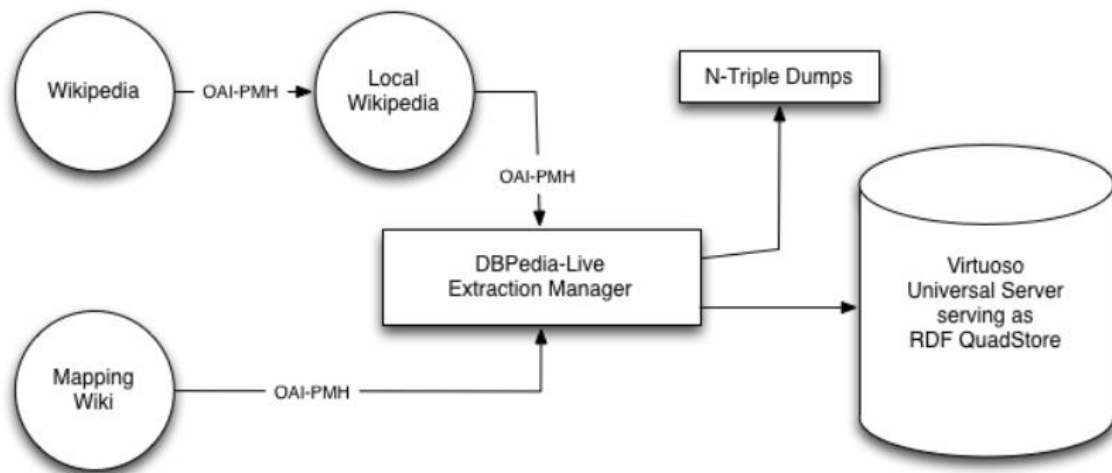 Wikipedia
OAI-PMH
Local
Wikipedia
N-Triple Dumps
OAI-PMH
DBPedia-Live
Extraction Manager
Virtuoso
Universal Server
serving as
RDF QuadStore
Mapping
Wiki
OAI-PMH